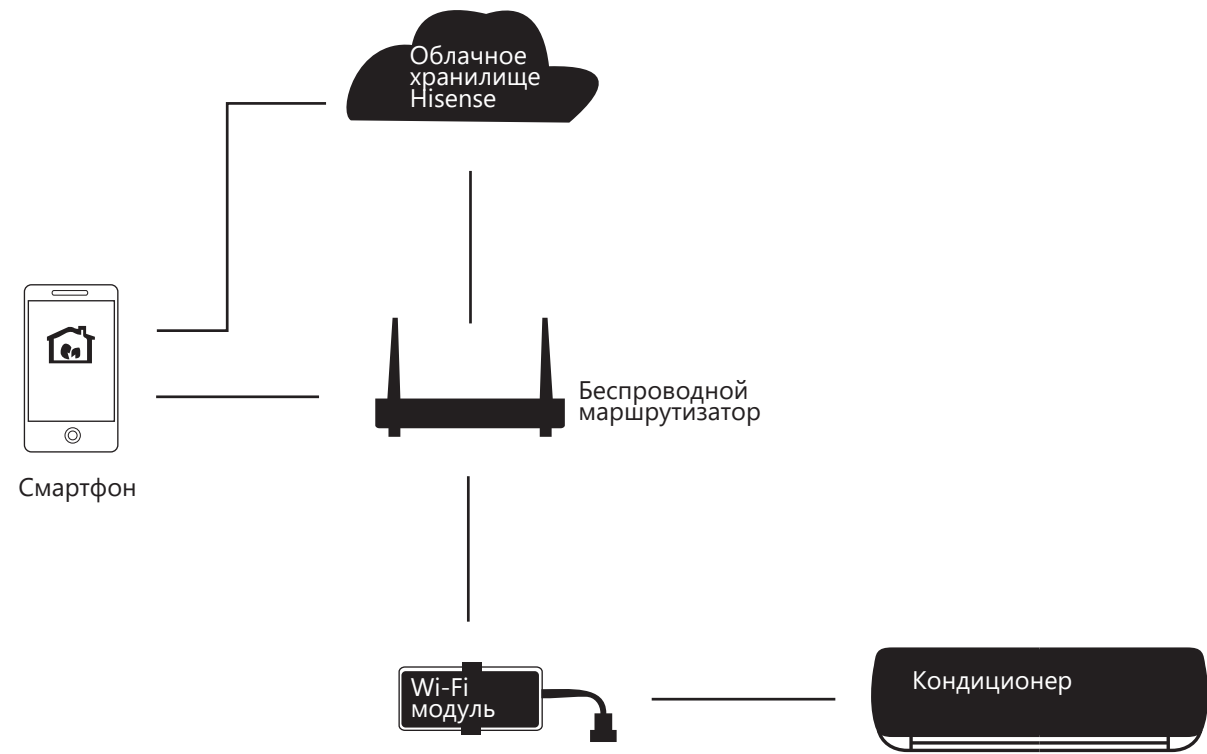 Облачное
хранилище
Hisense
Беспроводной
маршрутизатор
Смартфон
Wi-Fi
модуль
Кондиционер